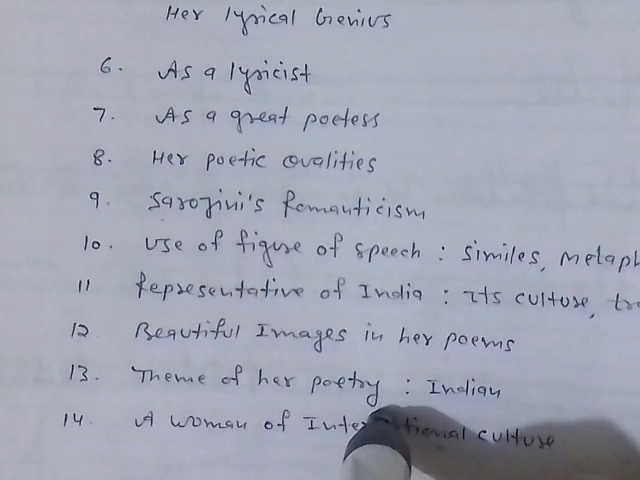 Her lyrical Genius
6. As a lyricist
7. As a great poetess
8. Her poetic Qualities
9. Sarojini's Romanticism
10. Use of figure of speech : similes, metaph
11 Representative of India : Its culture, tra
12 Beautiful Images in her poems
13. Theme of her poetry : Indian
14. A woman of Inte tional culture